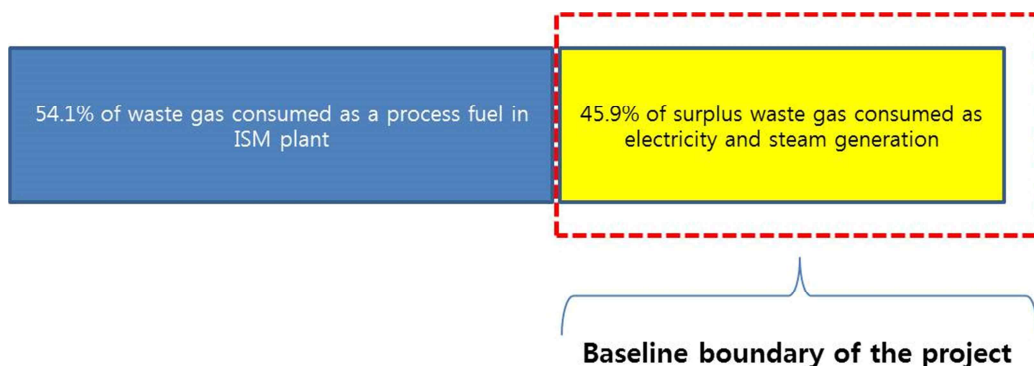 54.1% of waste gas consumed as a process fuel in
ISM plant
45.9% of surplus waste gas consumed as
electricity and steam generation
Baseline boundary of the project